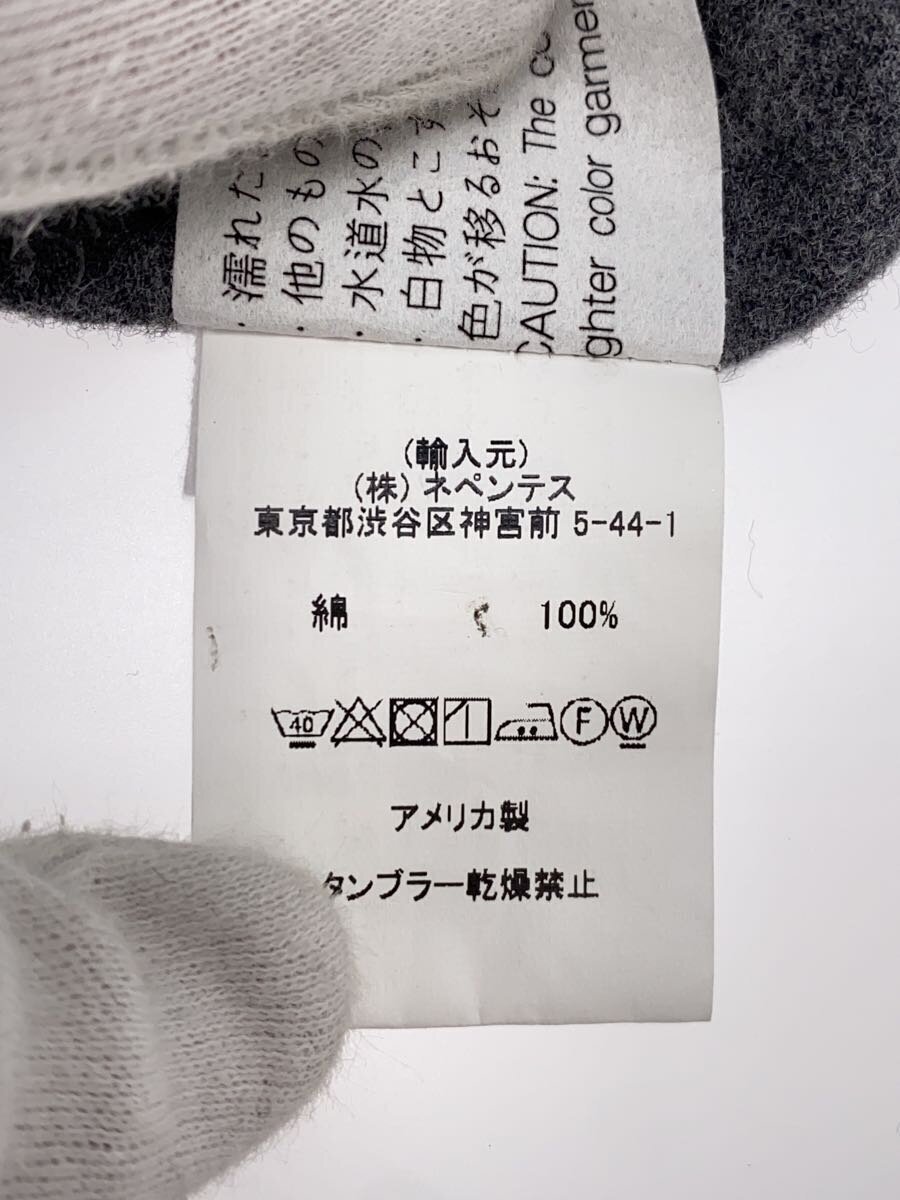 ・濡れた
・他のもの
水道水の
・白物とこす
色が移るおそ
CAUTION: The co
ghter color garmen
(輸入元)
(株) ネペンテス
東京都渋谷区神宮前 5-44-1
綿 100%
40 F W
アメリカ製
タンブラー乾燥禁止